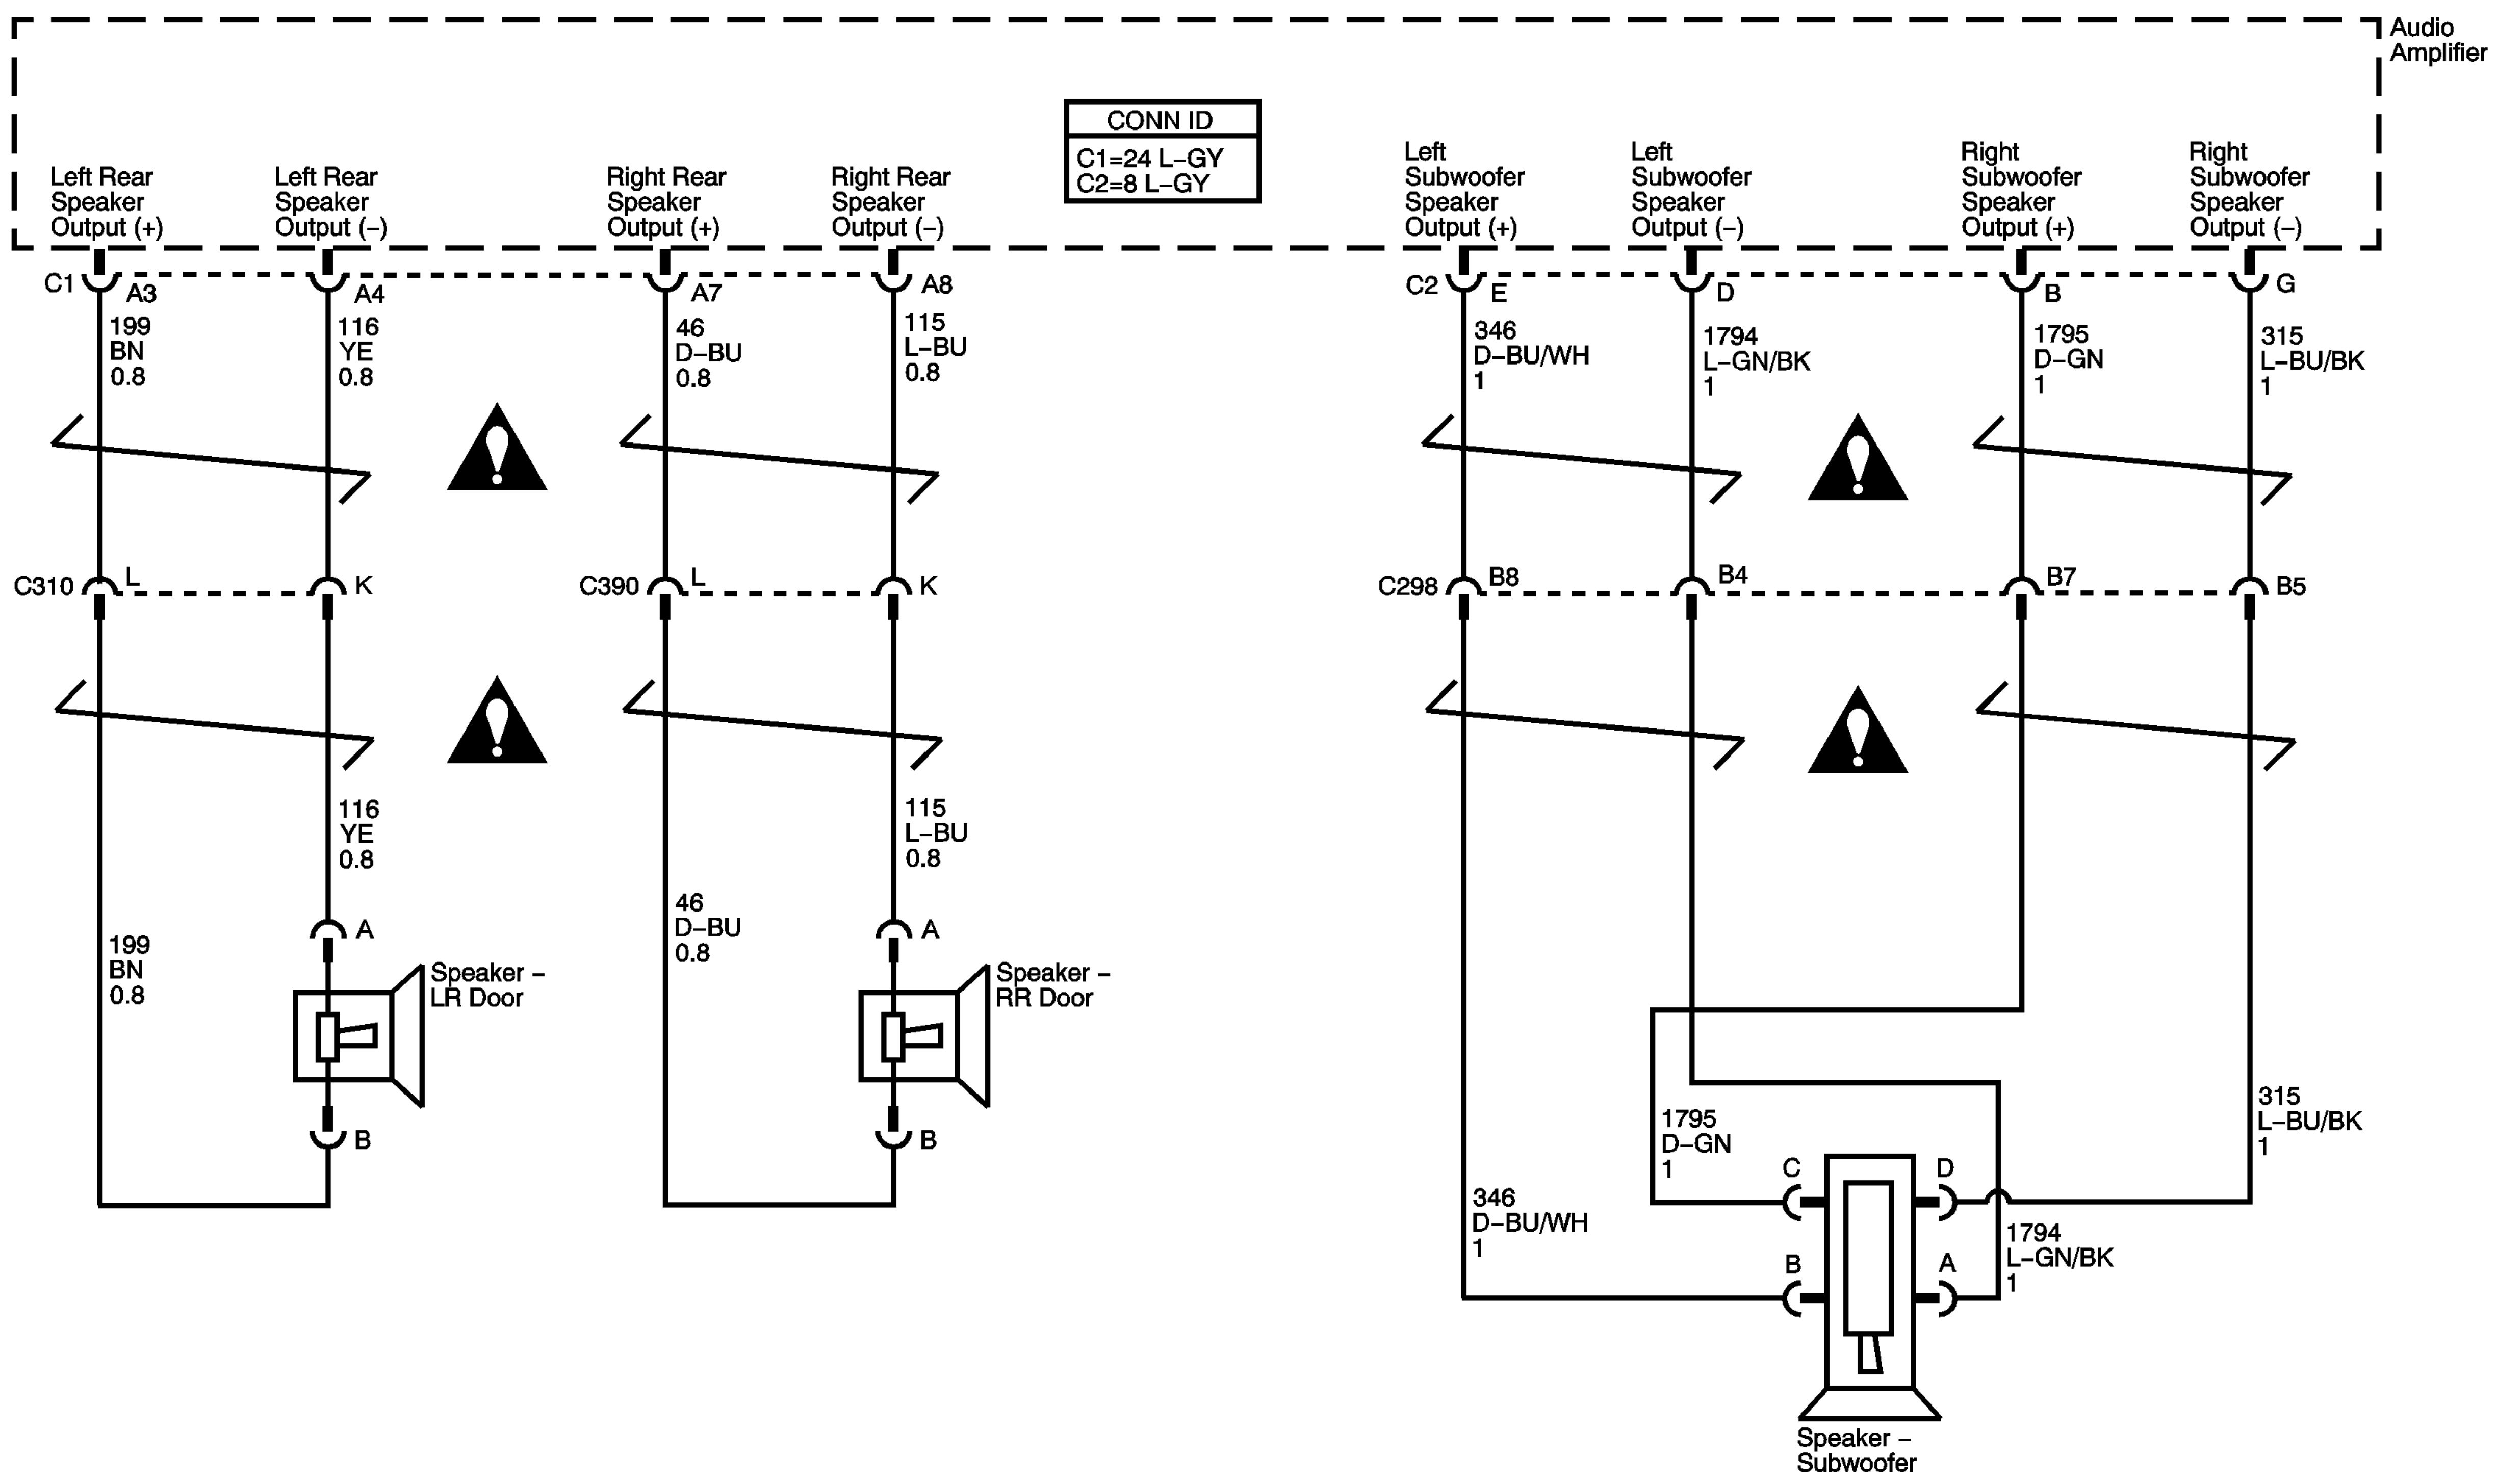 Audio
Amplifier
CONN ID
C1=24 L-GY
C2=8 L-GY
Left Rear
Speaker
Output (+)
Left Rear
Speaker
Output (-)
Right Rear
Speaker
Output (+)
Right Rear
Speaker
Output (-)
Left
Subwoofer
Speaker
Output (+)
Left
Subwoofer
Speaker
Output (-)
Right
Subwoofer
Speaker
Output (+)
Right
Subwoofer
Speaker
Output (-)
C1
A3
A4
A7
A8
C2
E
D
B
G
199
BN
0.8
116
YE
0.8
46
D-BU
0.8
115
L-BU
0.8
346
D-BU/WH
1
1794
L-GN/BK
1
1795
D-GN
1
315
L-BU/BK
1
C310
L
K
C390
L
K
C298
B8
B4
B7
B5
116
YE
0.8
115
L-BU
0.8
199
BN
0.8
46
D-BU
0.8
A
A
Speaker -
LR Door
Speaker -
RR Door
B
B
1795
D-GN
1
315
L-BU/BK
1
346
D-BU/WH
1
C
D
1794
L-GN/BK
1
B
A
Speaker -
Subwoofer